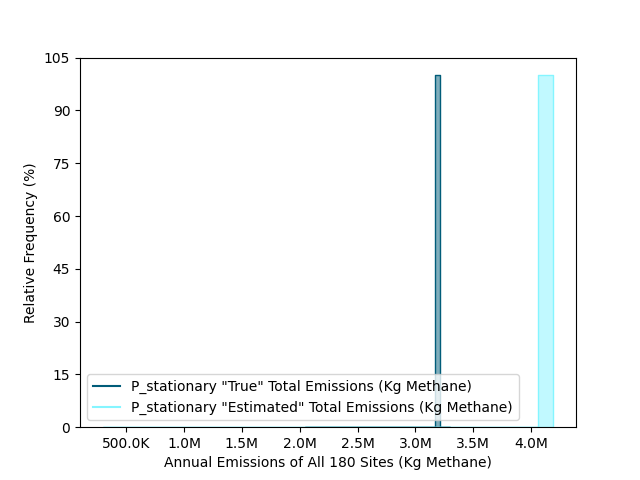 105
90
75
60
45
30
15
0
Relative Frequency (%)
P_stationary "True" Total Emissions (Kg Methane)
P_stationary "Estimated" Total Emissions (Kg Methane)
500.0K 1.0M 1.5M 2.0M 2.5M 3.0M 3.5M 4.0M
Annual Emissions of All 180 Sites (Kg Methane)